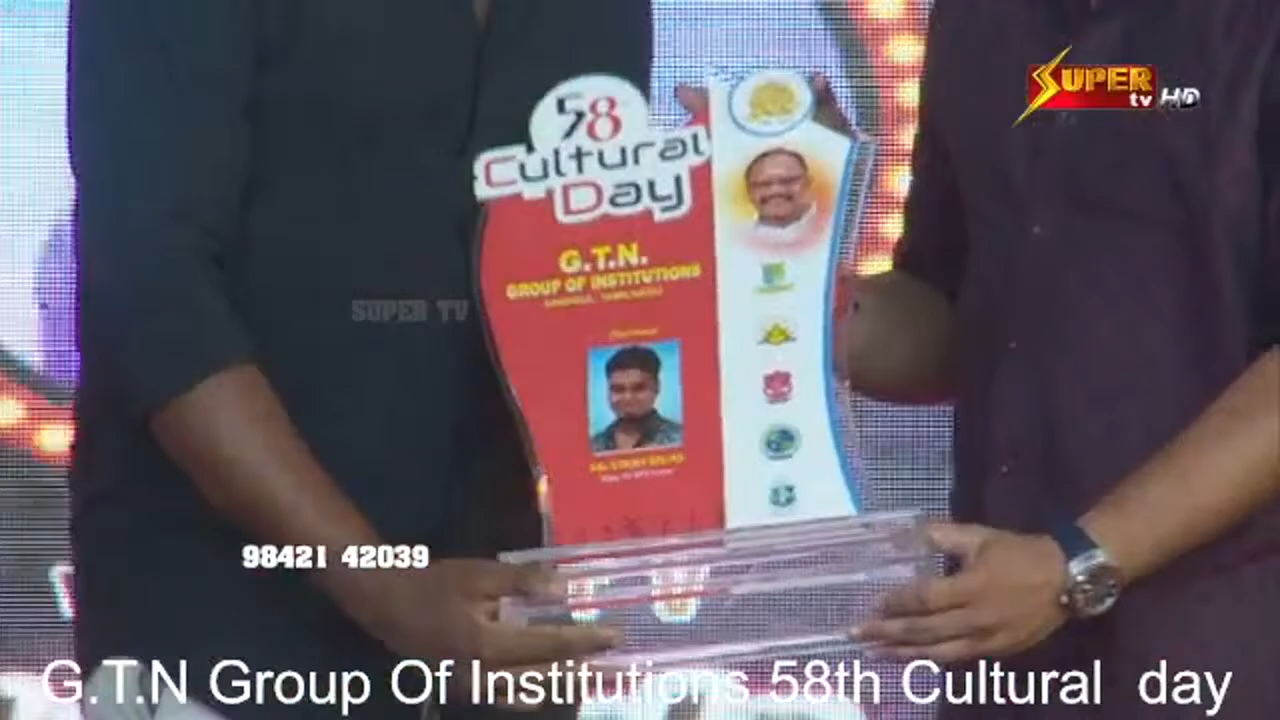 SUPER
tv HD
58
Cultural
Day
G.T.N.
GROUP OF INSTITUTIONS
SUPER TV
98421 42039
G.T.N Group Of Institutions 58th Cultural day